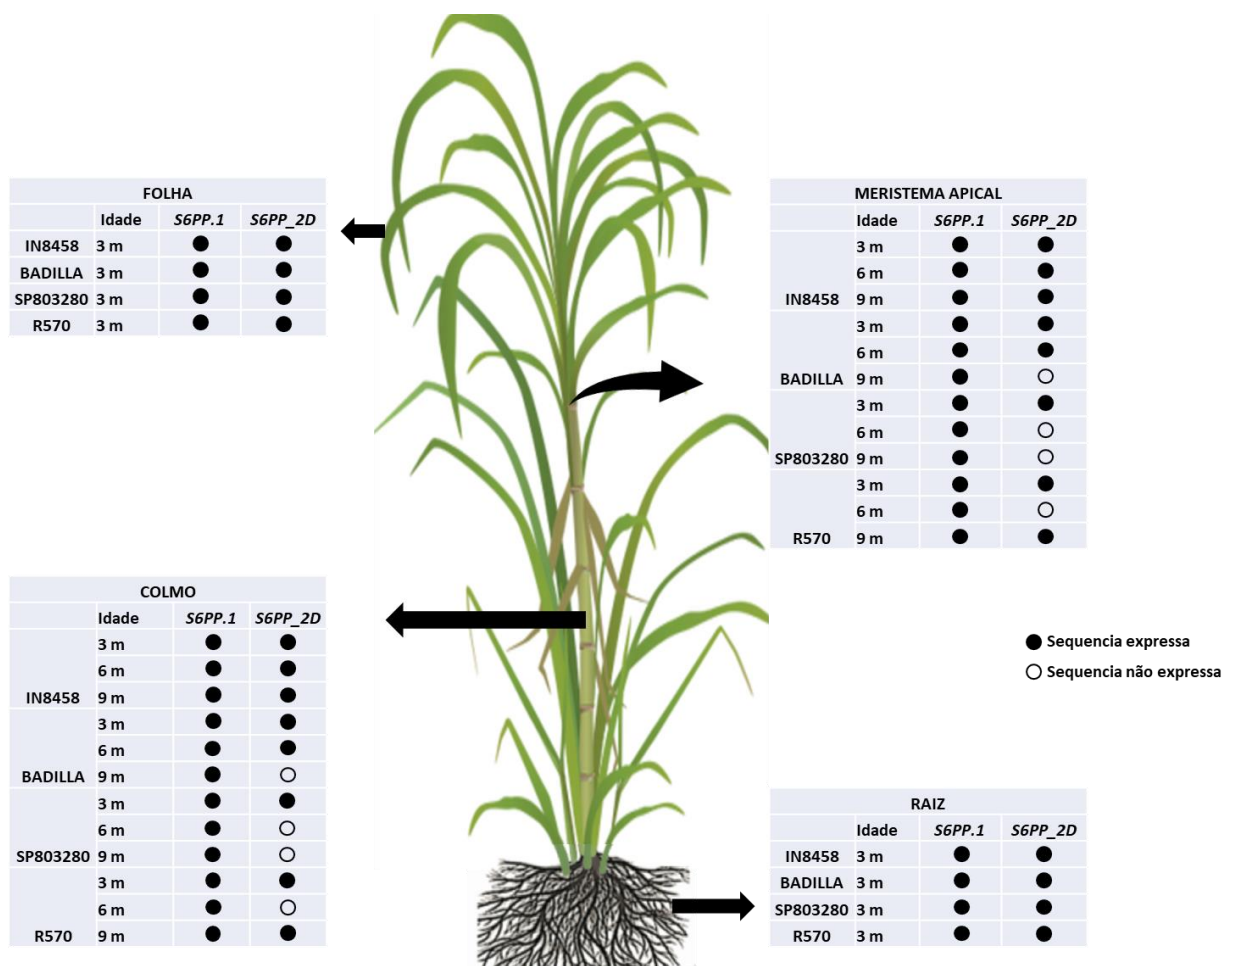 FOLHA
Idade S6PP.1 S6PP_2D
IN8458 3 m ● ●
BADILLA 3 m ● ●
SP803280 3 m ● ●
R570 3 m ● ●
MERISTEMA APICAL
Idade S6PP.1 S6PP_2D
3 m ● ●
6 m ● ●
IN8458 9 m ● ●
3 m ● ●
6 m ● ●
BADILLA 9 m ● ○
3 m ● ●
6 m ● ○
SP803280 9 m ● ○
3 m ● ●
6 m ● ○
R570 9 m ● ●
COLMO
Idade S6PP.1 S6PP_2D
3 m ● ●
6 m ● ●
IN8458 9 m ● ●
3 m ● ●
6 m ● ●
BADILLA 9 m ● ○
3 m ● ●
6 m ● ○
SP803280 9 m ● ○
3 m ● ●
6 m ● ○
R570 9 m ● ●
● Sequencia expressa
○ Sequencia não expressa
RAIZ
Idade S6PP.1 S6PP_2D
IN8458 3 m ● ●
BADILLA 3 m ● ●
SP803280 3 m ● ●
R570 3 m ● ●